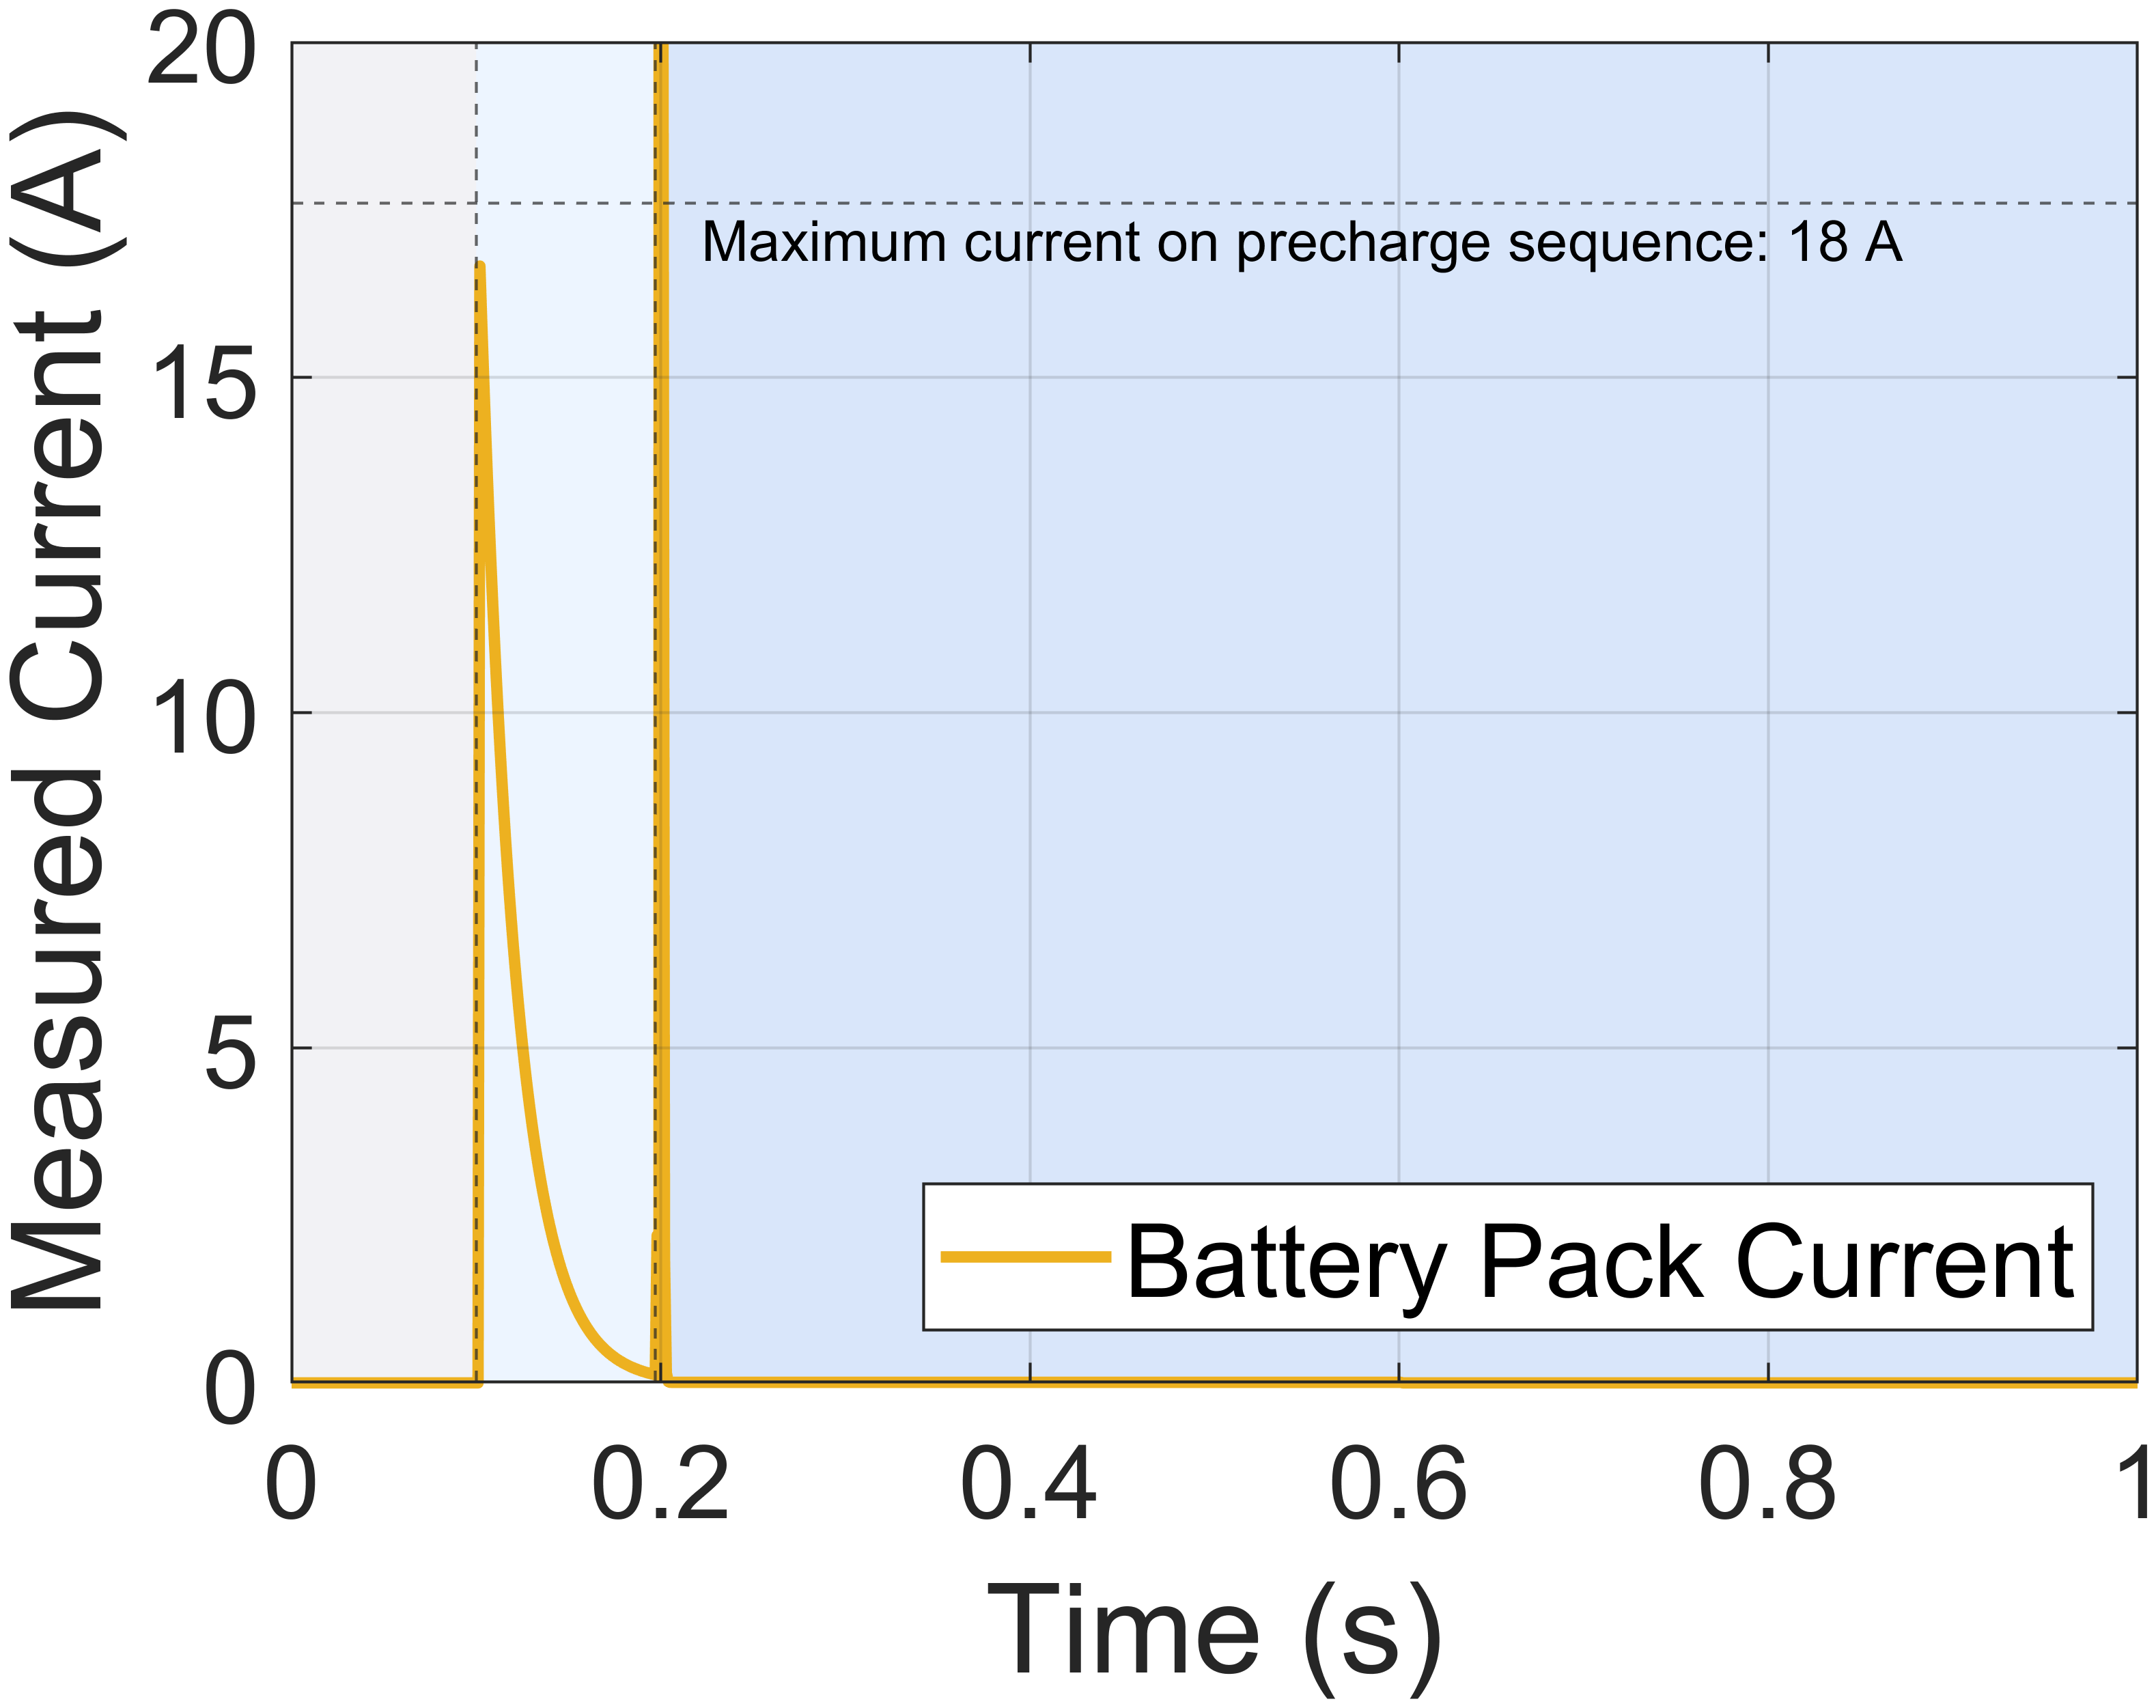 Measured Current (A)
20
15
10
5
0
Maximum current on precharge sequence: 18 A
Battery Pack Current
0 0.2 0.4 0.6 0.8 1
Time (s)